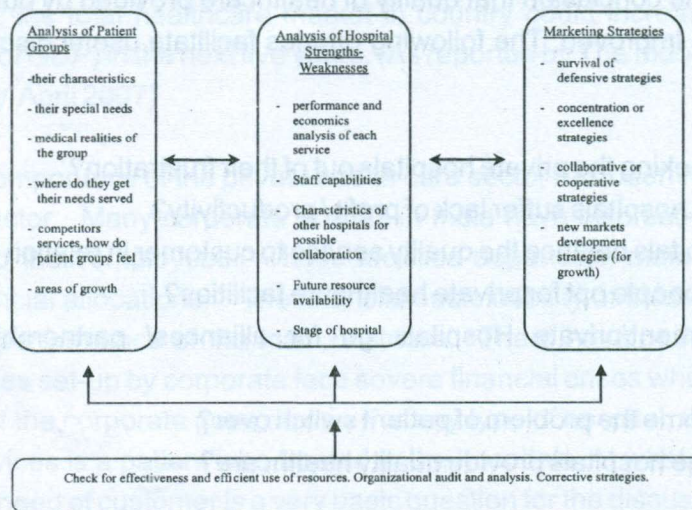 Analysis of Patient
Groups
-their characteristics
- their special needs
- medical realities of
the group
- where do they get
their needs served
- competitors
services, how do
patient groups feel
- areas of growth
Analysis of Hospital
Strengths-
Weaknesses
- performance and
economics
analysis of each
service
- Staff capabilities
- Characteristics of
other hospitals for
possible
collaboration
- Future resource
availability
- Stage of hospital
Marketing Strategies
- survival of
defensive strategies
- concentration or
excellence
strategies
- collaborative or
cooperative
strategies
- new markets
development
strategies (for
growth)
Check for effectiveness and efficient use of resources. Organizational audit and analysis. Corrective strategies.